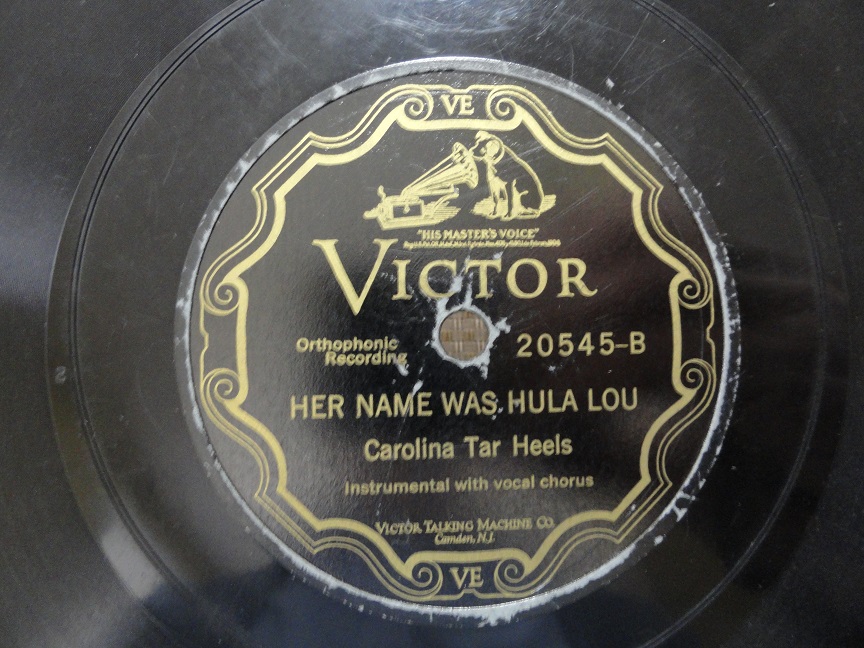 VE
"HIS MASTER'S VOICE"
VICTOR
Orthophonic
Recording
20545-B
HER NAME WAS HULA LOU
Carolina Tar Heels
Instrumental with vocal chorus
VICTOR TALKING MACHINE CO.
Camden, N.J.
VE